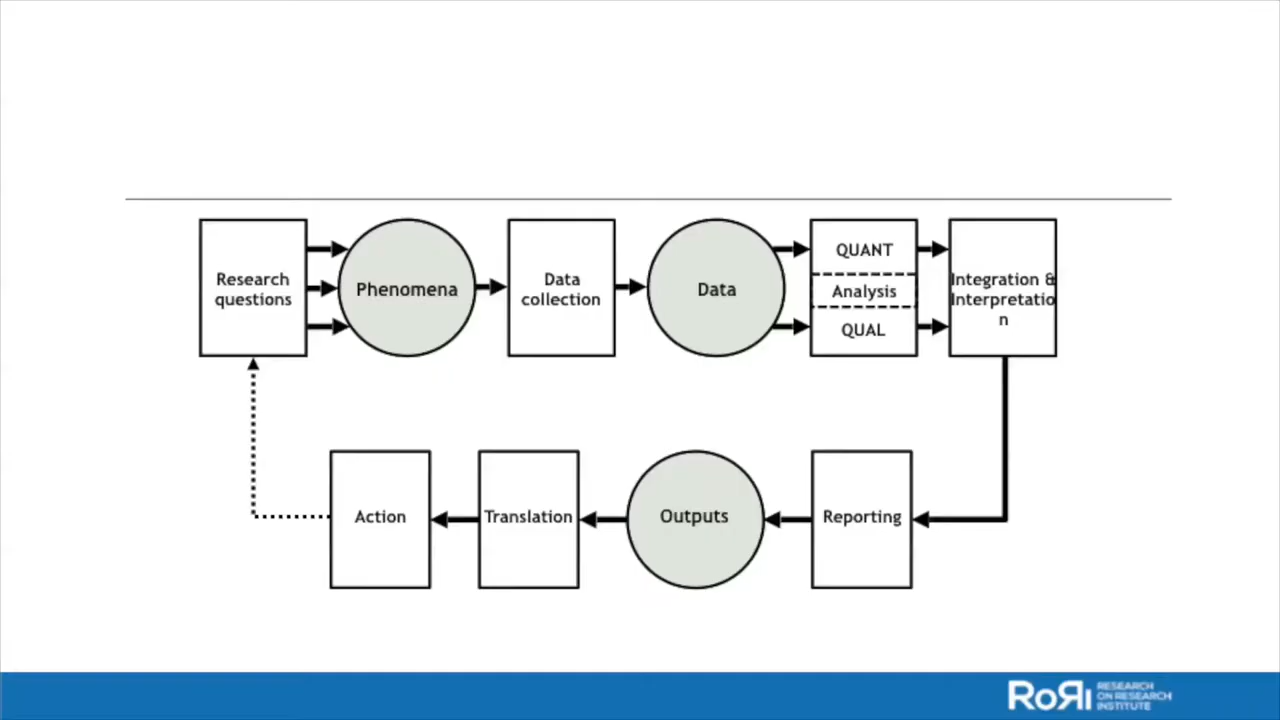 Research
questions
Phenomena
Data
collection
Data
QUANT
Analysis
QUAL
Integration &
Interpretatio
n
Action
Translation
Outputs
Reporting
RoRi
RESEARCH
ON RESEARCH
INSTITUTE